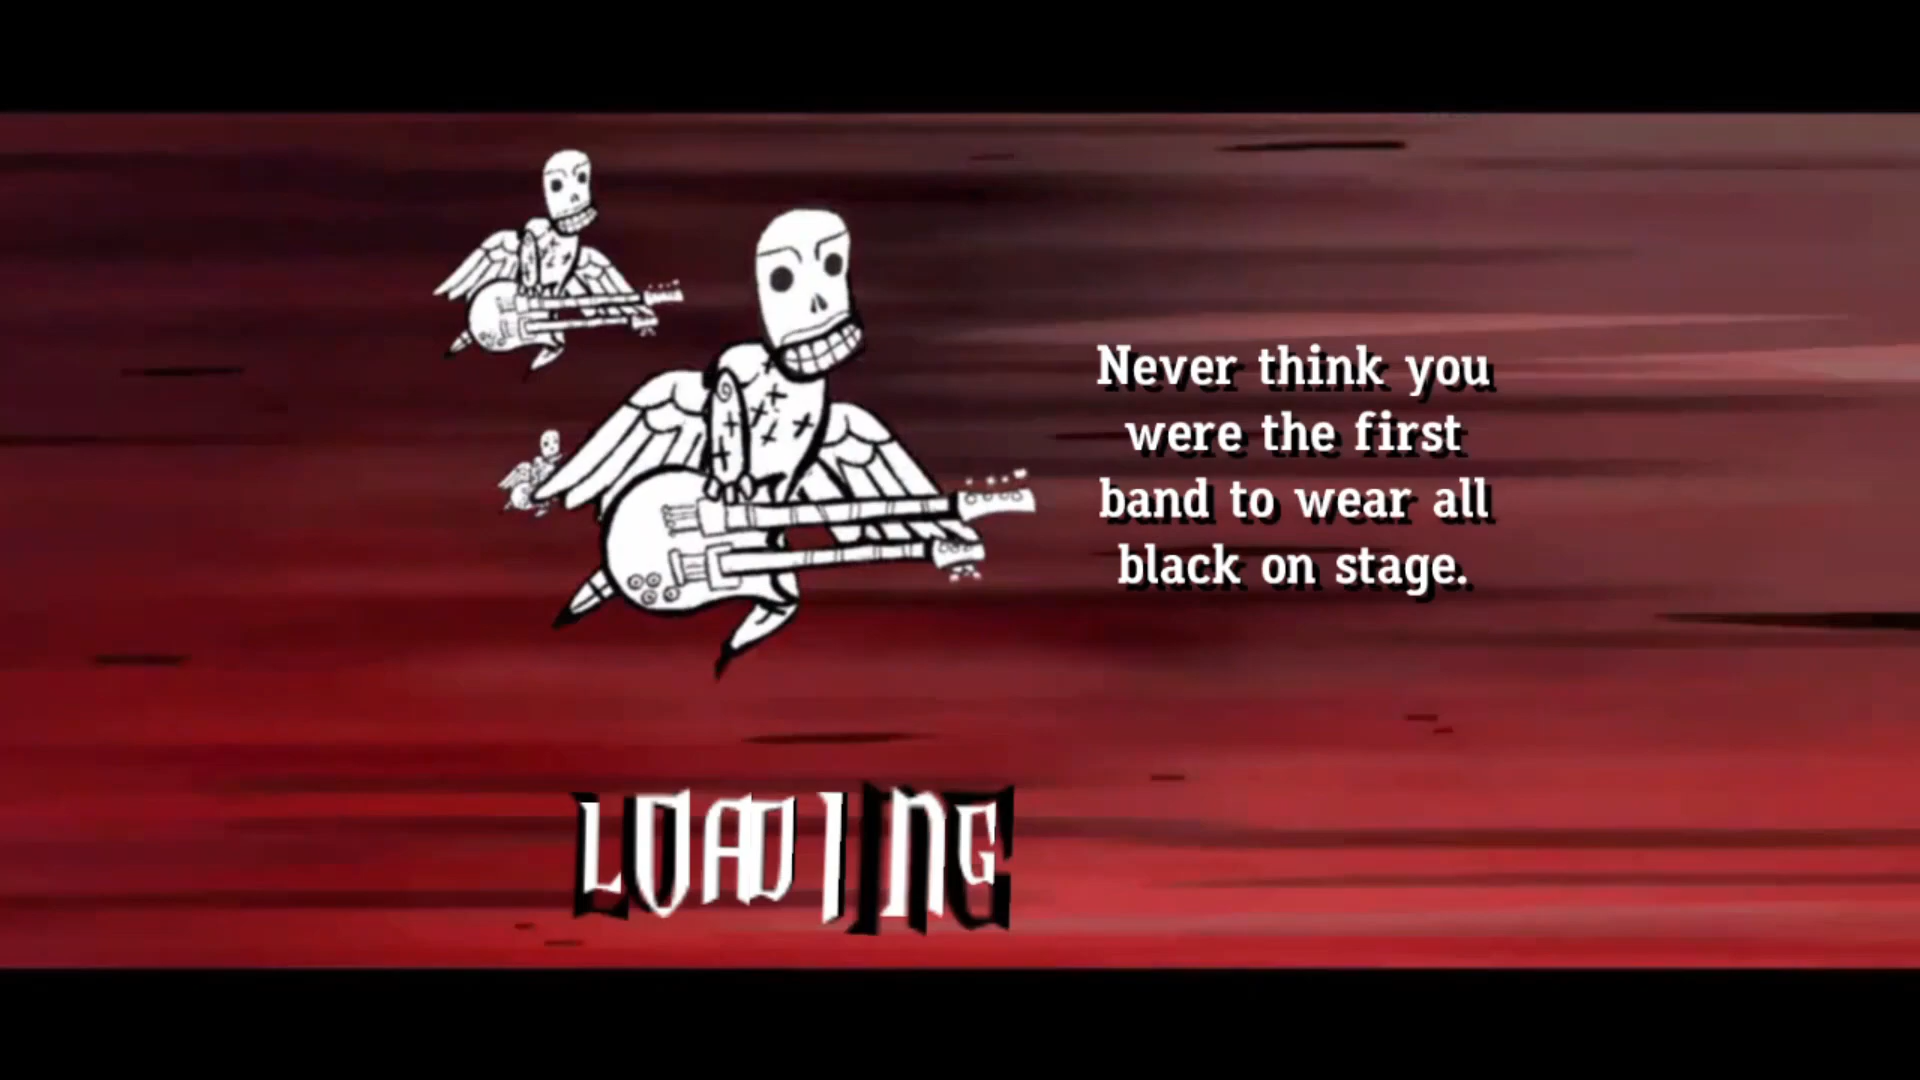 Never think you
were the first
band to wear all
black on stage.
LOADING